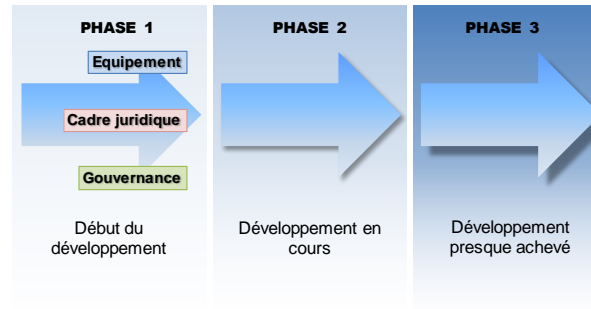 PHASE 1
Equipement
Cadre juridique
Gouvernance
Début du
développement
PHASE 2
Développement en
cours
PHASE 3
Développement
presque achevé